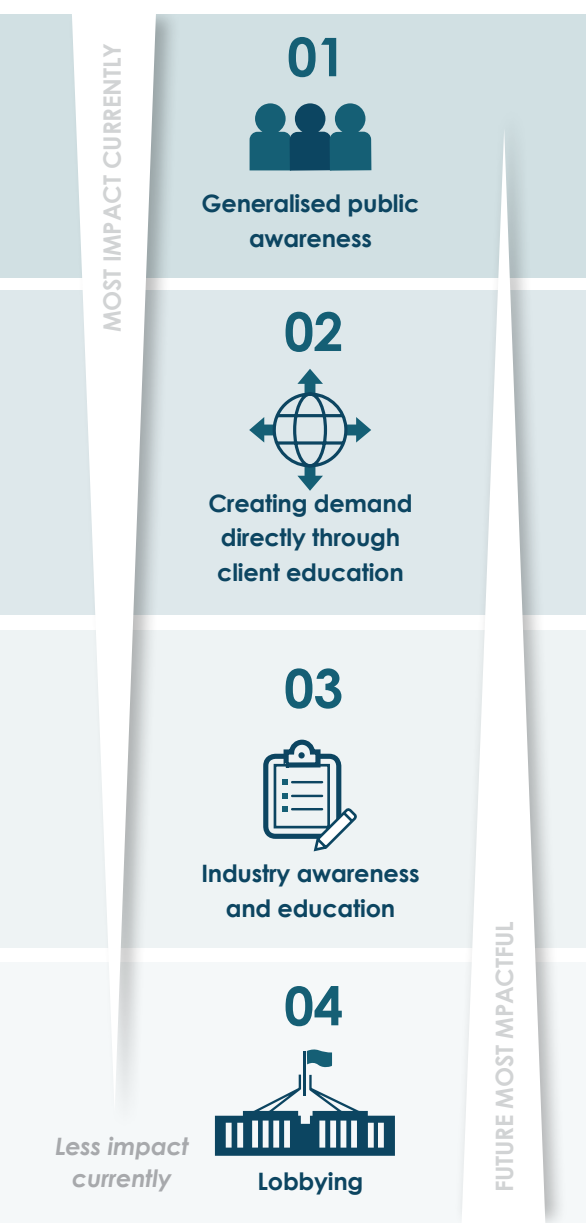 MOST IMPACT CURRENTLY
01
Generalised public
awareness
02
Creating demand
directly through
client education
03
Industry awareness
and education
04
Lobbying
Less impact
currently
FUTURE MOST MPACTFUL